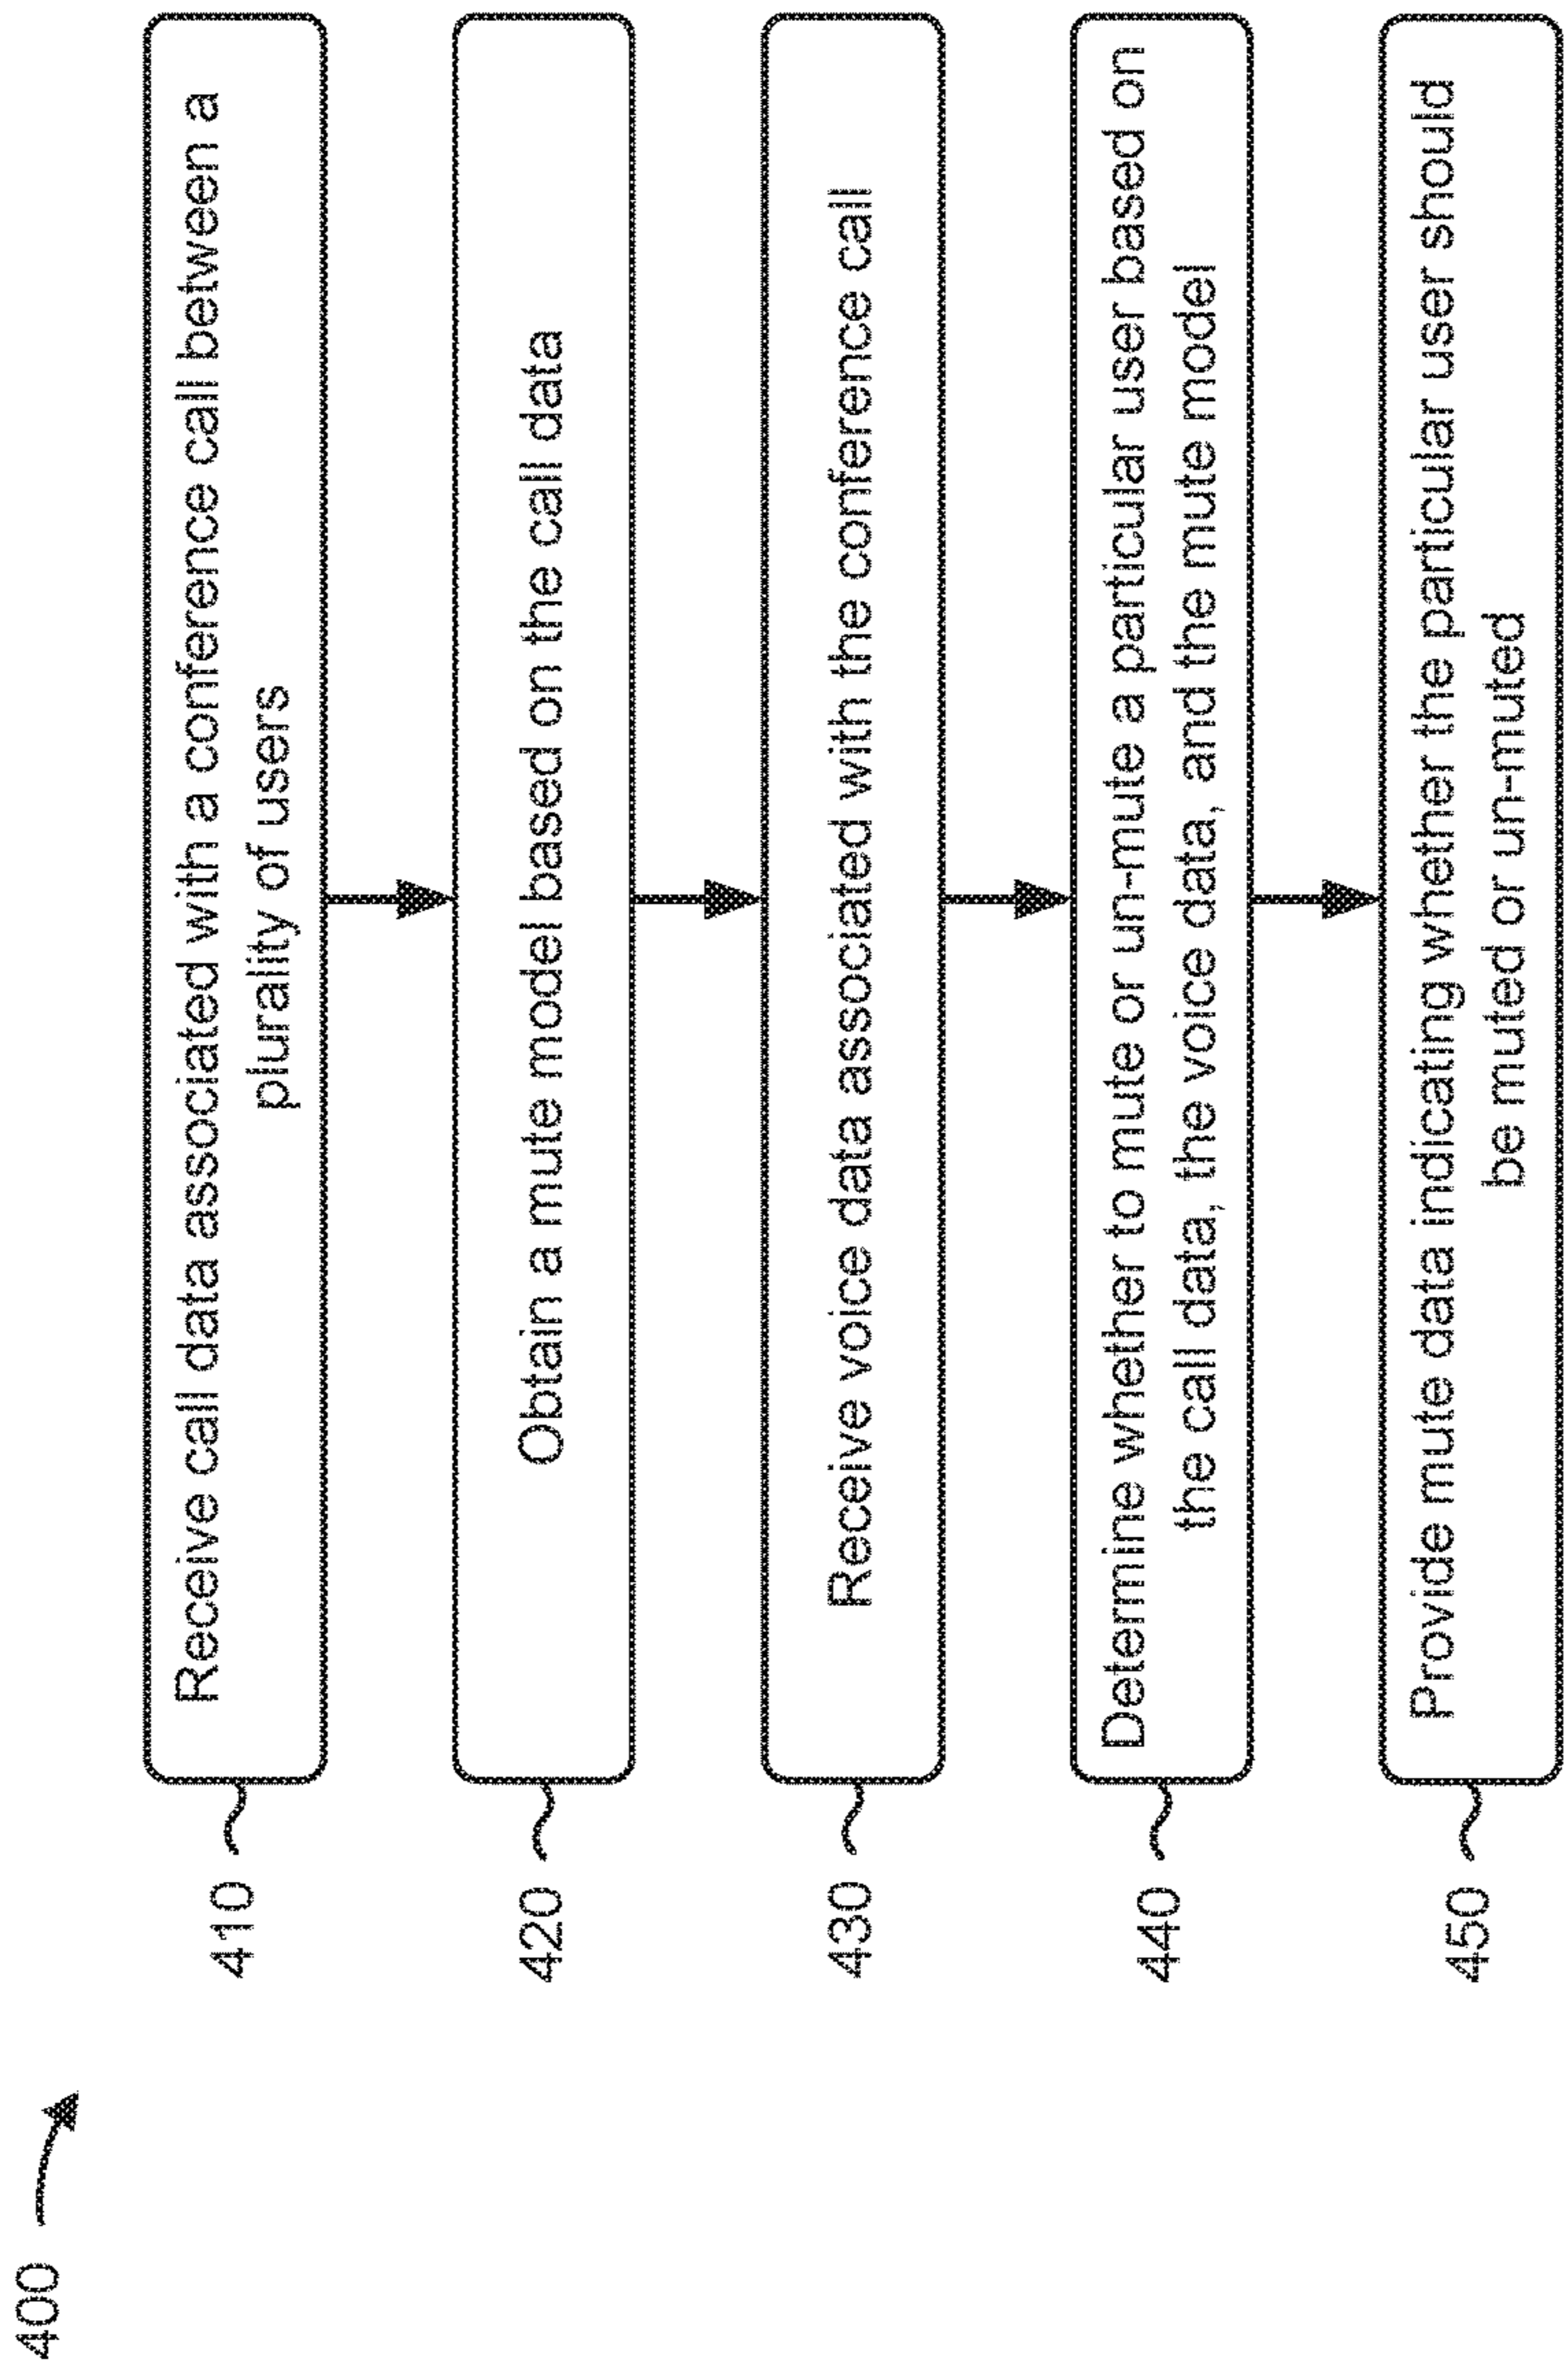 400
410
Receive call data associated with a conference call between a
plurality of users
420
Obtain a mute model based on the call data
430
Receive voice data associated with the conference call
440
Determine whether to mute or un-mute a particular user based on
the call data, the voice data, and the mute model
450
Provide mute data indicating whether the particular user should
be muted or un-muted